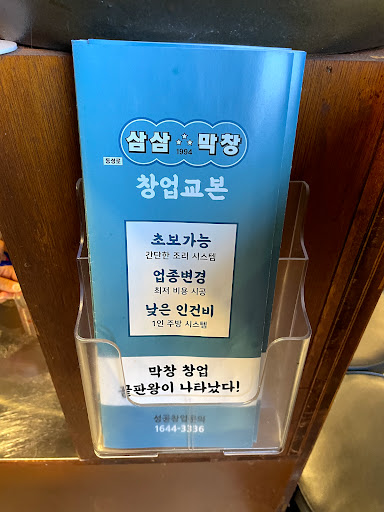 동성로
삼삼 막창
1994
창업교본
초보가능
간단한 조리 시스템
업종변경
최저 비용 시공
낮은 인건비
1인 주방 시스템
막창 창업
끝판왕이 나타났다!
성공창업문의
1644-3336